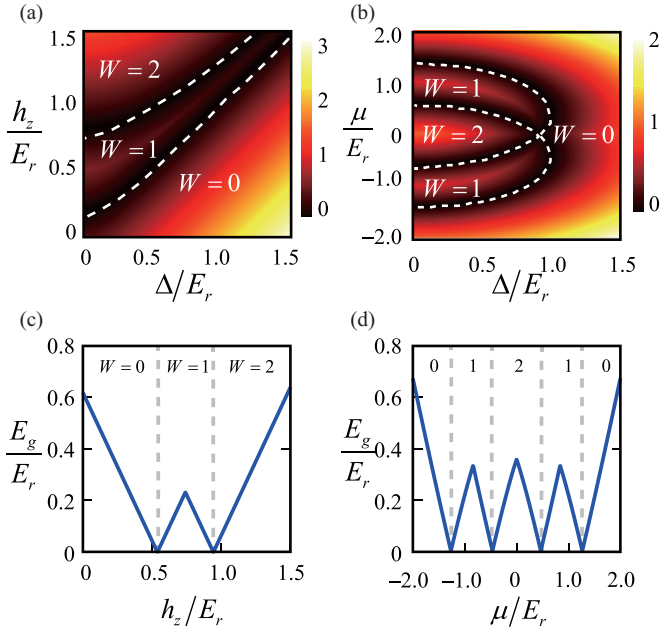 (a)
1.5
1.0
0.5
0
h_z/E_r
W = 2
W = 1
W = 0
0 0.5 1.0 1.5
Δ/E_r
3
2
1
0
(b)
2.0
1.0
0
-1.0
-2.0
μ/E_r
W = 1
W = 2
W = 0
W = 1
0 0.5 1.0 1.5
Δ/E_r
2
1
0
(c)
0.8
0.6
0.4
0.2
0
E_g/E_r
W = 0 W = 1 W = 2
0 0.5 1.0 1.5
h_z/E_r
(d)
0.8
0.6
0.4
0.2
0
E_g/E_r
0 1 2 1 0
-2.0 -1.0 0 1.0 2.0
μ/E_r